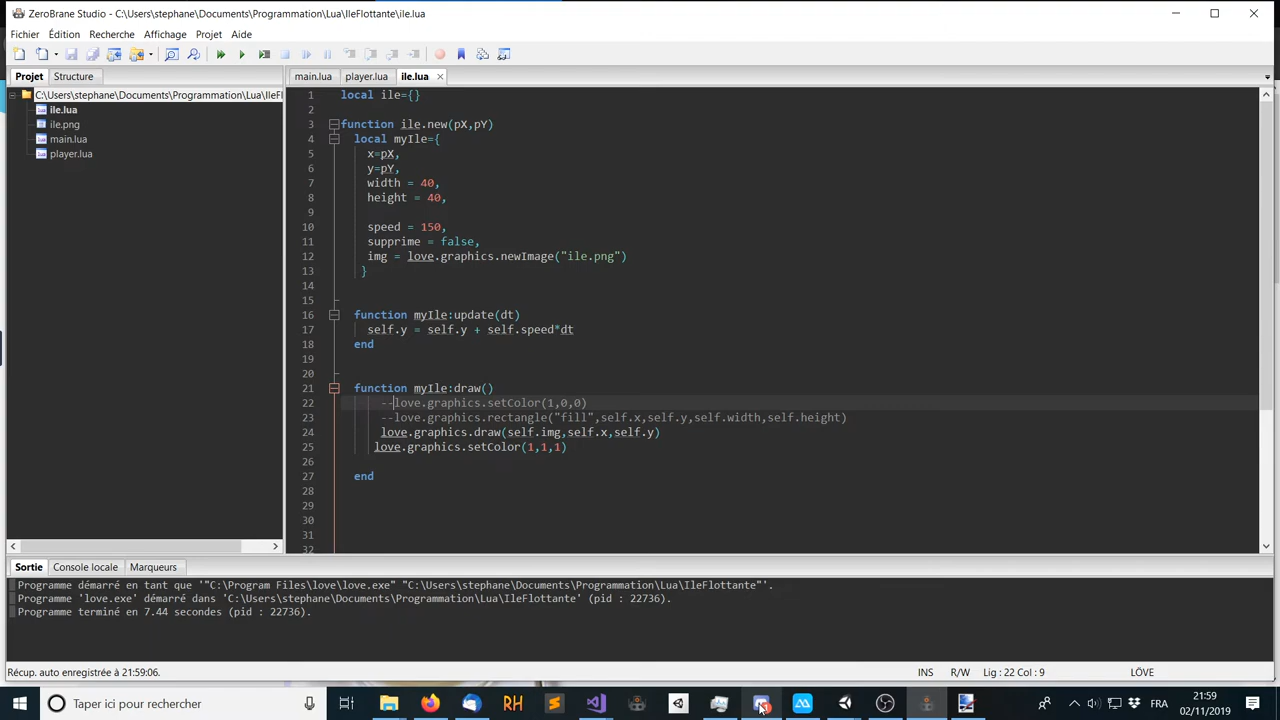 ZeroBrane Studio - C:\Users\stephane\Documents\Programmation\Lua\IleFlottante\ile.lua
Fichier Édition Recherche Affichage Projet Aide
Projet Structure
main.lua player.lua ile.lua
C:\Users\stephane\Documents\Programmation\Lua\IleFl
ile.lua
ile.png
main.lua
player.lua
1 local ile={}
2
3 function ile.new(pX,pY)
4 local myIle={
5 x=pX,
6 y=pY,
7 width = 40,
8 height = 40,
9
10 speed = 150,
11 supprime = false,
12 img = love.graphics.newImage("ile.png")
13 }
14
15
16 function myIle:update(dt)
17 self.y = self.y + self.speed*dt
18 end
19
20
21 function myIle:draw()
22 --love.graphics.setColor(1,0,0)
23 --love.graphics.rectangle("fill",self.x,self.y,self.width,self.height)
24 love.graphics.draw(self.img,self.x,self.y)
25 love.graphics.setColor(1,1,1)
26
27 end
28
29
30
31
32
Sortie Console locale Marqueurs
Programme démarré en tant que '"C:\Program Files\love\love.exe" "C:\Users\stephane\Documents\Programmation\Lua\IleFlottante"'.
Programme 'love.exe' démarré dans 'C:\Users\stephane\Documents\Programmation\Lua\IleFlottante' (pid : 22736).
Programme terminé en 7.44 secondes (pid : 22736).
Récup. auto enregistrée à 21:59:06. INS R/W Lig : 22 Col : 9 LÖVE
Taper ici pour rechercher RH FR 21:59
02/11/2019